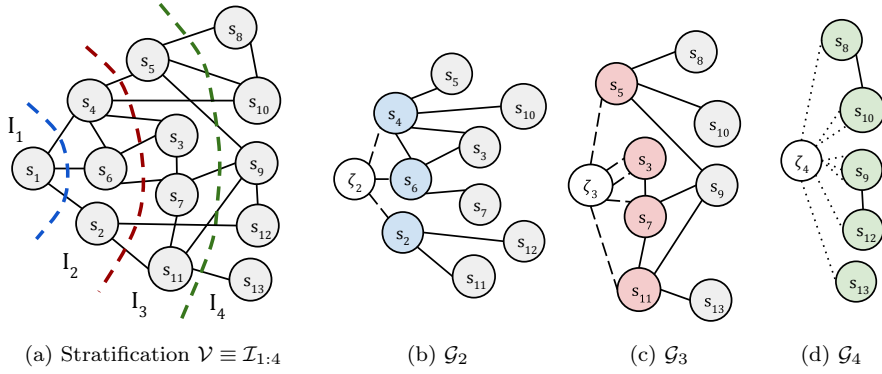 I₁
I₂
I₃
I₄
s₁
s₂
s₃
s₄
s₅
s₆
s₇
s₈
s₉
s₁₀
s₁₁
s₁₂
s₁₃
(a) Stratification 𝒱 ≡ ℐ₁:₄
ζ₂
s₄
s₆
s₂
s₅
s₁₀
s₃
s₇
s₁₂
s₁₁
(b) 𝒢₂
ζ₃
s₅
s₃
s₇
s₁₁
s₈
s₁₀
s₉
s₁₃
(c) 𝒢₃
ζ₄
s₈
s₁₀
s₉
s₁₂
s₁₃
(d) 𝒢₄